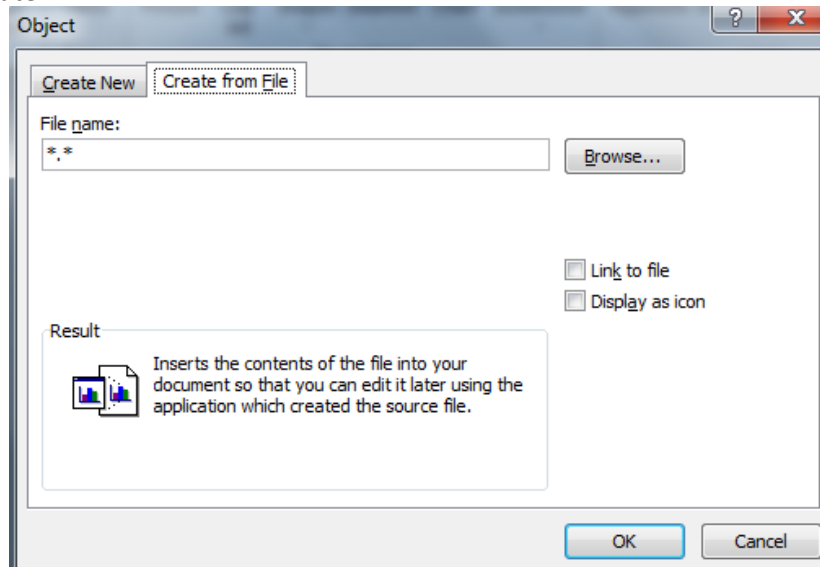 Object
?
X
Create New
Create from File
File name:
*.*
Browse...
Link to file
Display as icon
Result
Inserts the contents of the file into your
document so that you can edit it later using the
application which created the source file.
OK
Cancel